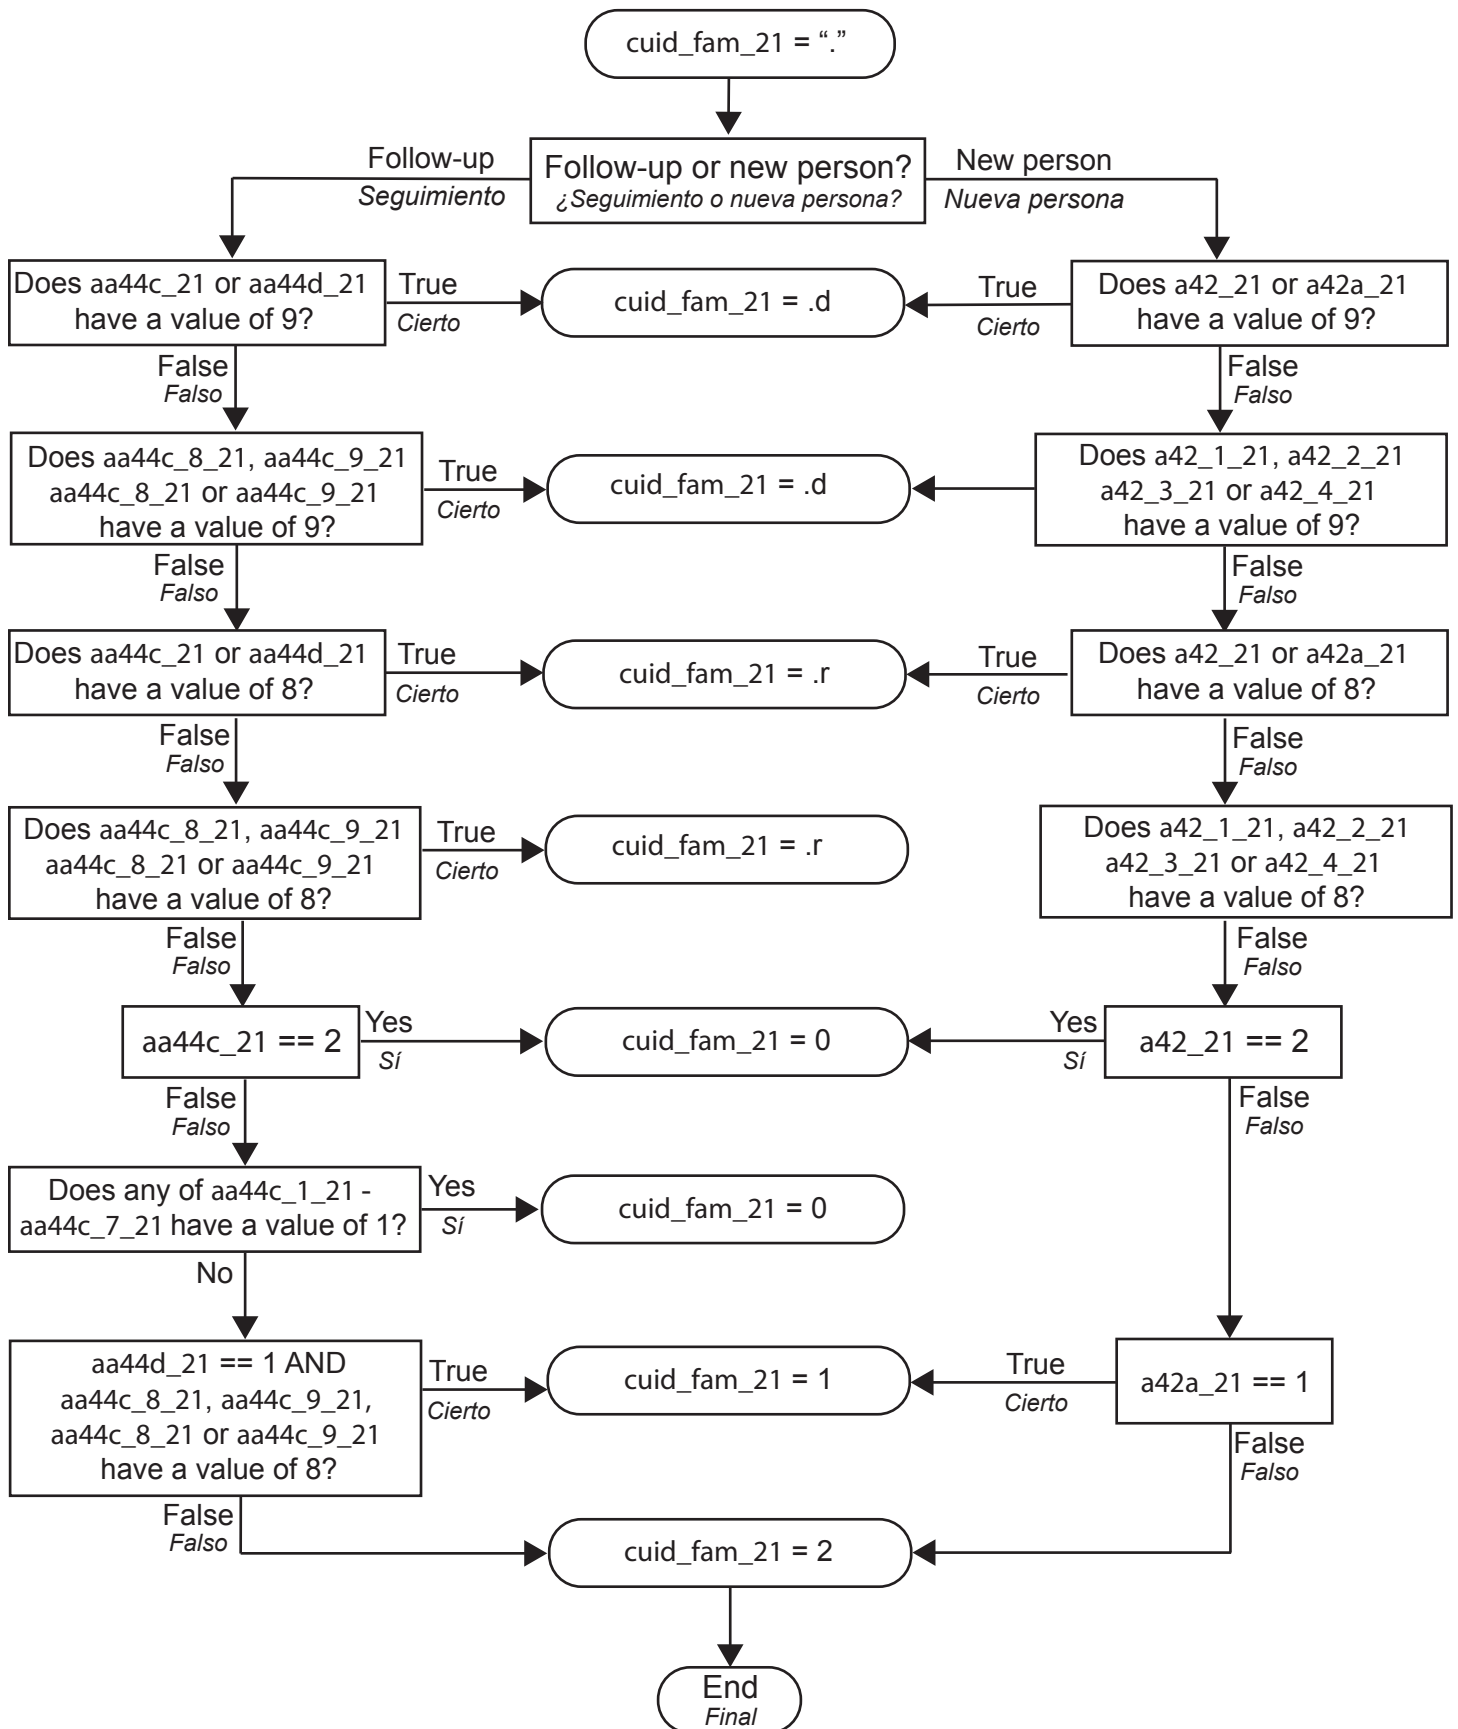 cuid_fam_21 = “.”
Follow-up
Seguimiento
Follow-up or new person?
¿Seguimiento o nueva persona?
New person
Nueva persona
Does aa44c_21 or aa44d_21
have a value of 9?
True
Cierto
cuid_fam_21 = .d
True
Cierto
Does a42_21 or a42a_21
have a value of 9?
False
Falso
False
Falso
Does aa44c_8_21, aa44c_9_21
aa44c_8_21 or aa44c_9_21
have a value of 9?
True
Cierto
cuid_fam_21 = .d
Does a42_1_21, a42_2_21
a42_3_21 or a42_4_21
have a value of 9?
False
Falso
False
Falso
Does aa44c_21 or aa44d_21
have a value of 8?
True
Cierto
cuid_fam_21 = .r
True
Cierto
Does a42_21 or a42a_21
have a value of 8?
False
Falso
False
Falso
Does aa44c_8_21, aa44c_9_21
aa44c_8_21 or aa44c_9_21
have a value of 8?
True
Cierto
cuid_fam_21 = .r
Does a42_1_21, a42_2_21
a42_3_21 or a42_4_21
have a value of 8?
False
Falso
False
Falso
aa44c_21 == 2
Yes
Sí
cuid_fam_21 = 0
Yes
Sí
a42_21 == 2
False
Falso
False
Falso
Does any of aa44c_1_21 -
aa44c_7_21 have a value of 1?
Yes
Sí
cuid_fam_21 = 0
No
aa44d_21 == 1 AND
aa44c_8_21, aa44c_9_21,
aa44c_8_21 or aa44c_9_21
have a value of 8?
True
Cierto
cuid_fam_21 = 1
True
Cierto
a42a_21 == 1
False
Falso
False
Falso
cuid_fam_21 = 2
End
Final